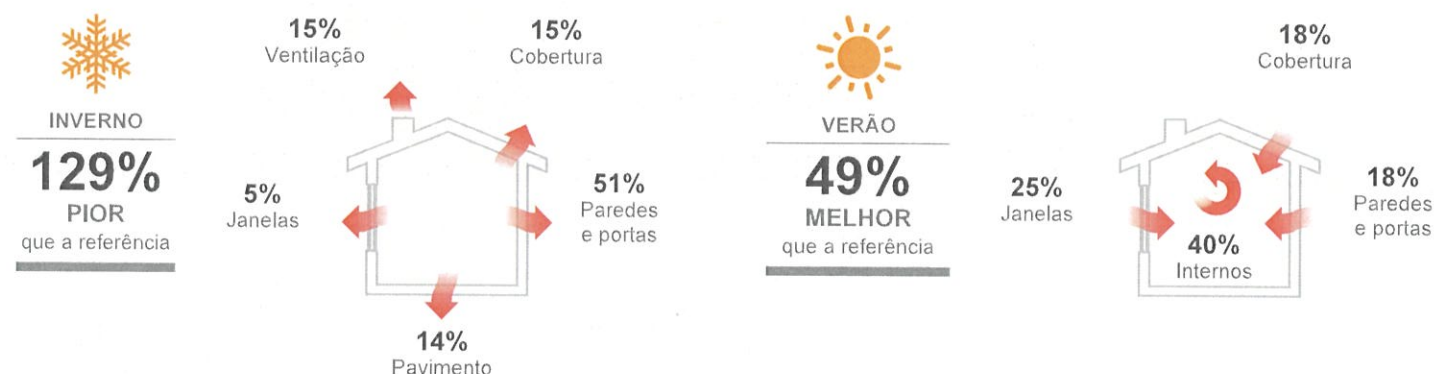 INVERNO
129%
PIOR
que a referência
15%
Ventilação
15%
Cobertura
5%
Janelas
51%
Paredes
e portas
14%
Pavimento
VERÃO
49%
MELHOR
que a referência
18%
Cobertura
25%
Janelas
18%
Paredes
e portas
40%
Internos